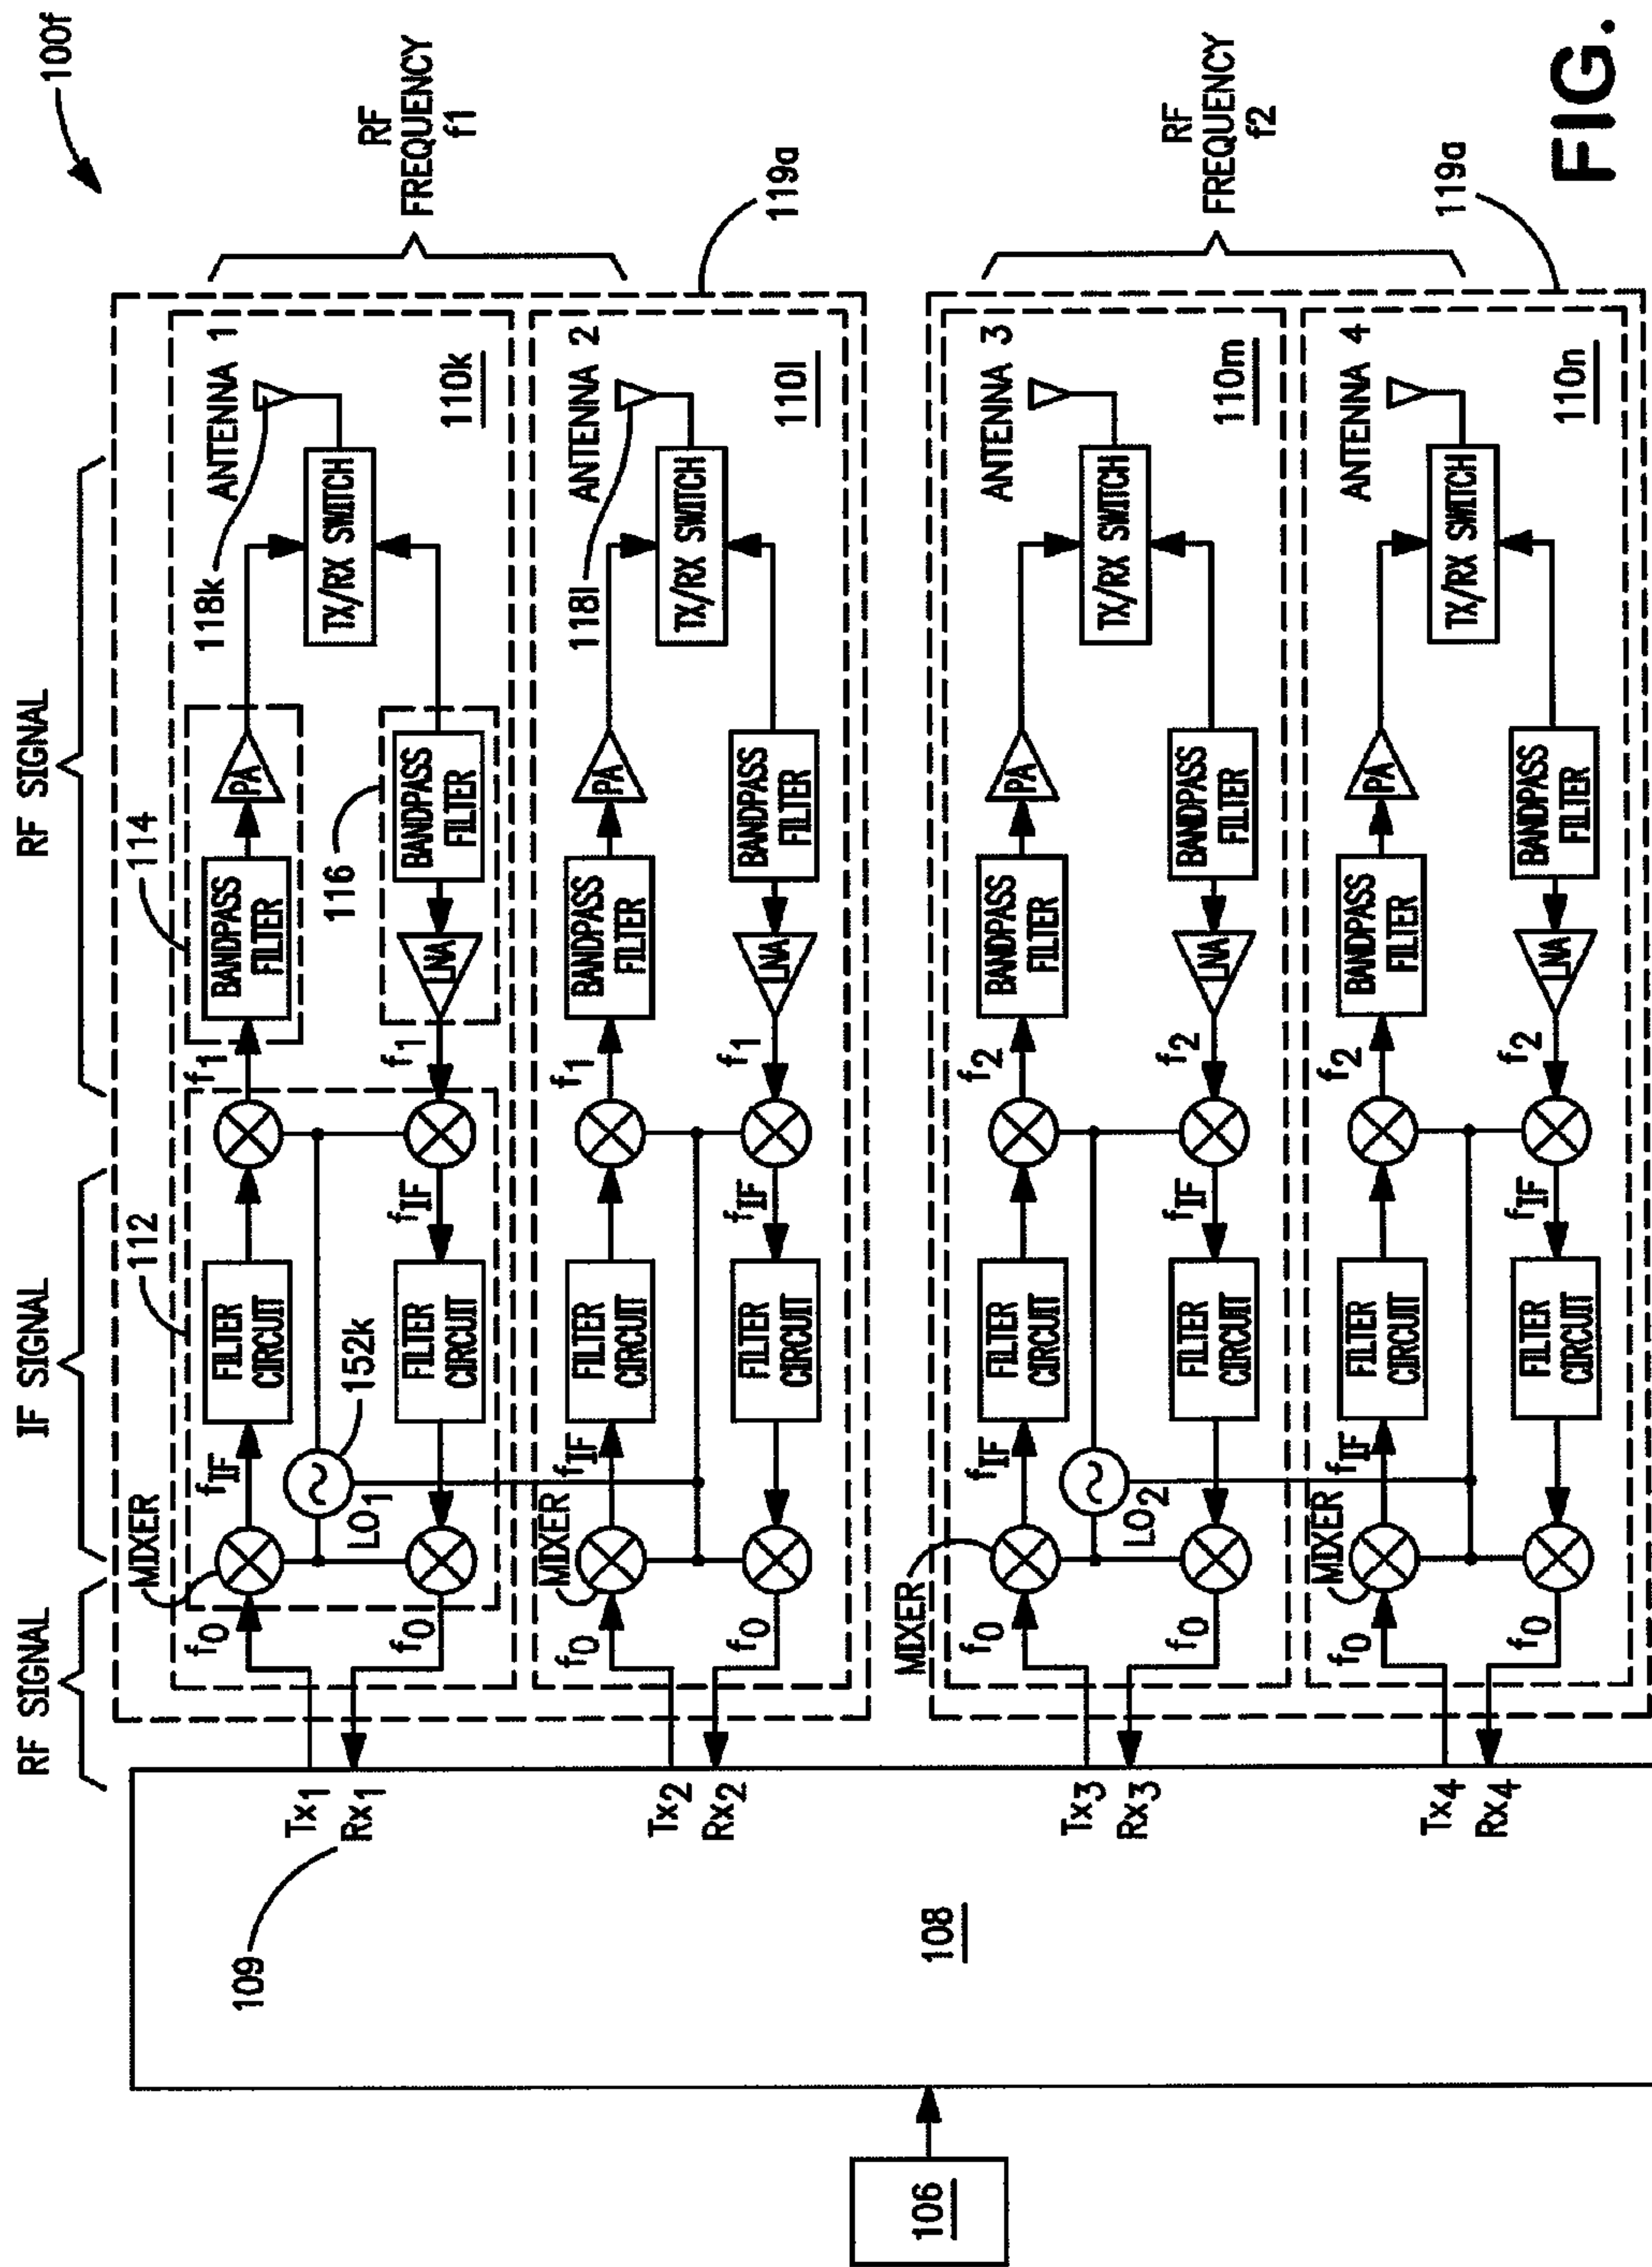 100f
RF SIGNAL
IF SIGNAL
RF SIGNAL
RF
FREQUENCY
f1
119a
RF
FREQUENCY
f2
119a
106
108
109
Tx1
Rx1
Tx2
Rx2
Tx3
Rx3
Tx4
Rx4
112
114
116
118k
ANTENNA 1
110k
MIXER
f0
fIF
FILTER
CIRCUIT
f1
BANDPASS
FILTER
PA
TX/RX SWITCH
LO1
152k
f0
FILTER
CIRCUIT
fIF
f1
LNA
BANDPASS
FILTER
118l
ANTENNA 2
110l
MIXER
f0
fIF
FILTER
CIRCUIT
f1
BANDPASS
FILTER
PA
TX/RX SWITCH
f0
FILTER
CIRCUIT
fIF
f1
LNA
BANDPASS
FILTER
ANTENNA 3
110m
MIXER
f0
fIF
FILTER
CIRCUIT
f2
BANDPASS
FILTER
PA
TX/RX SWITCH
LO2
f0
FILTER
CIRCUIT
fIF
f2
LNA
BANDPASS
FILTER
ANTENNA 4
110n
MIXER
f0
fIF
FILTER
CIRCUIT
f2
BANDPASS
FILTER
PA
TX/RX SWITCH
f0
FILTER
CIRCUIT
fIF
f2
LNA
BANDPASS
FILTER
FIG.